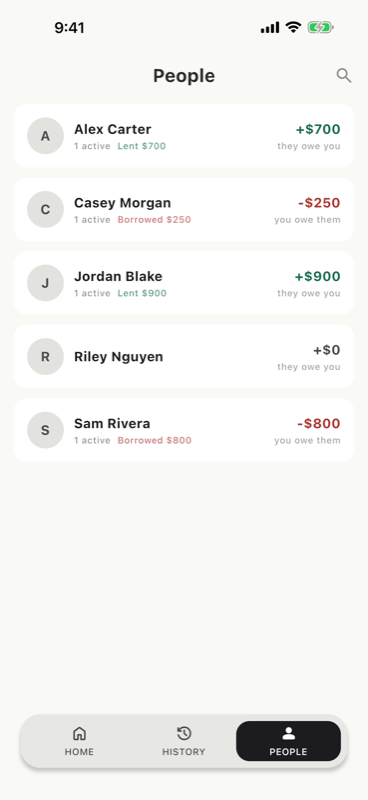 9:41
People
A
Alex Carter
+$700
1 active Lent $700
they owe you
C
Casey Morgan
-$250
1 active Borrowed $250
you owe them
J
Jordan Blake
+$900
1 active Lent $900
they owe you
R
Riley Nguyen
+$0
they owe you
S
Sam Rivera
-$800
1 active Borrowed $800
you owe them
HOME
HISTORY
PEOPLE